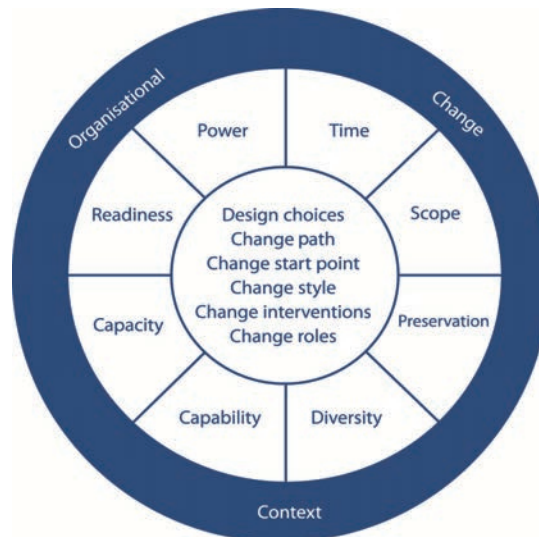 Organisational
Change
Context
Power
Time
Readiness
Scope
Capacity
Preservation
Capability
Diversity
Design choices
Change path
Change start point
Change style
Change interventions
Change roles